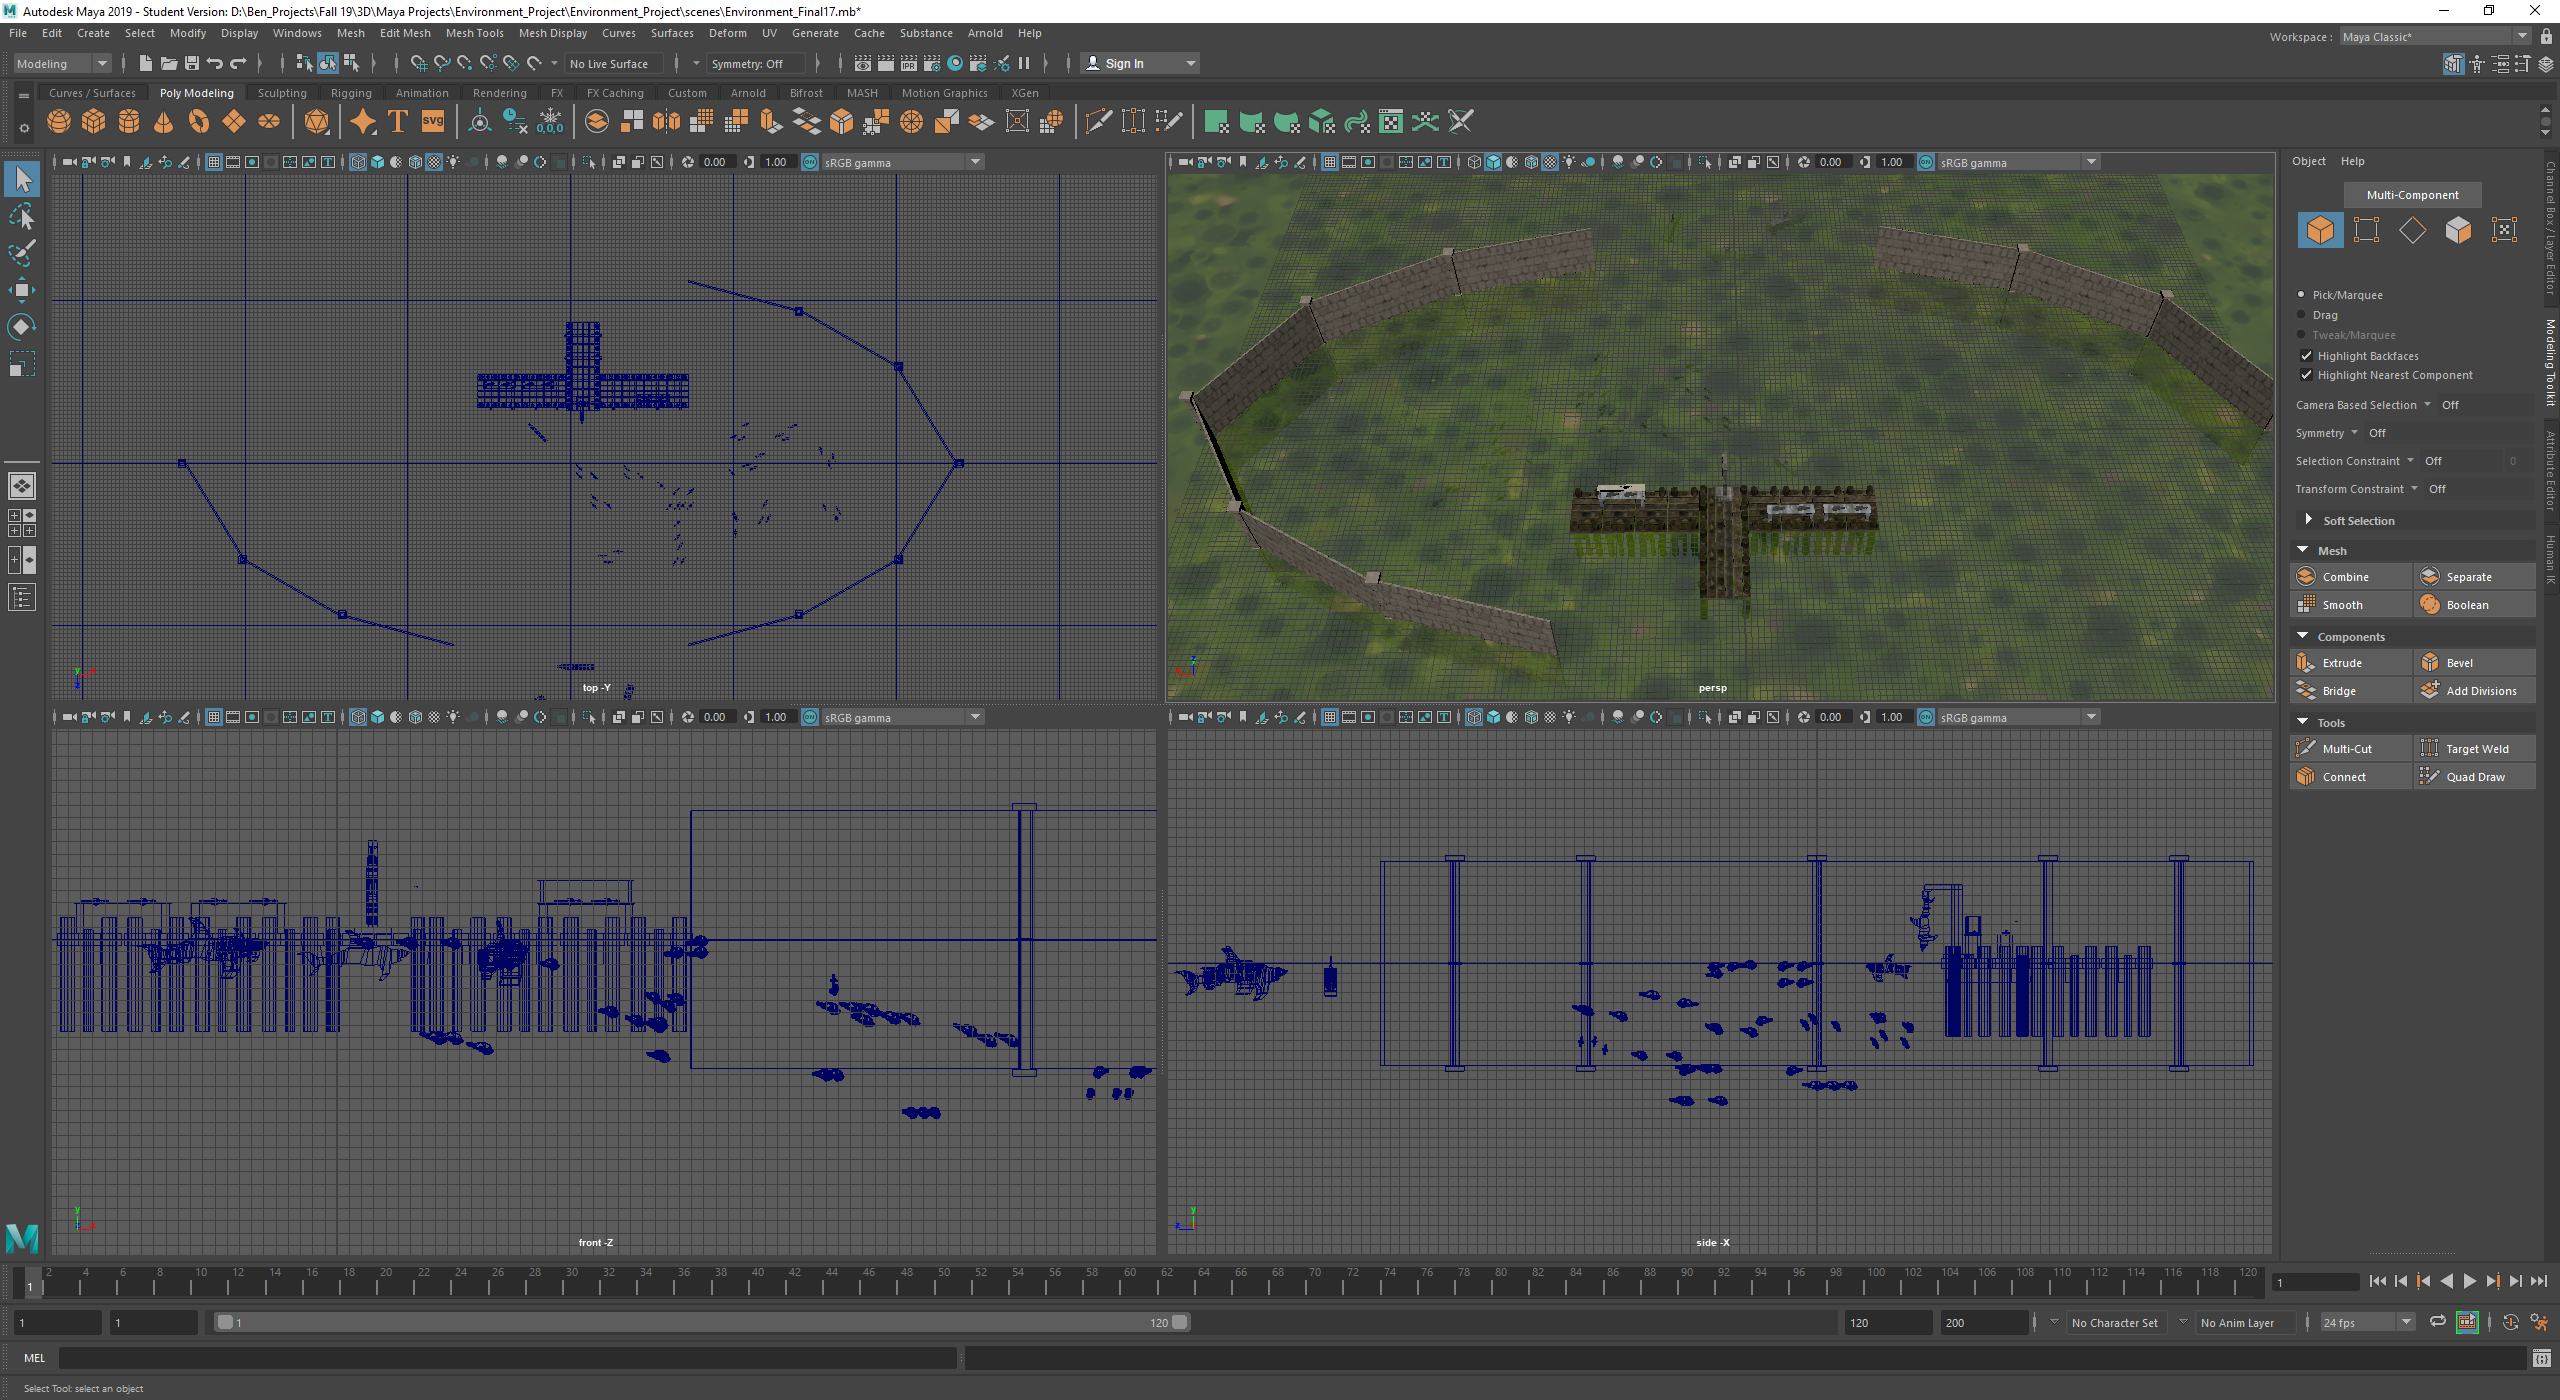 Autodesk Maya 2019 - Student Version: D:\Ben_Projects\Fall 19\3D\Maya Projects\Environment_Project\Environment_Project\scenes\Environment_Final17.mb*
File Edit Create Select Modify Display Windows Mesh Edit Mesh Mesh Tools Mesh Display Curves Surfaces Deform UV Generate Cache Substance Arnold Help
Workspace : Maya Classic*
Modeling No Live Surface Symmetry: Off Sign In
Curves / Surfaces Poly Modeling Sculpting Rigging Animation Rendering FX FX Caching Custom Arnold Bifrost MASH Motion Graphics XGen
T svg 0,0,0
0.00 1.00 ON sRGB gamma
0.00 1.00 ON sRGB gamma
top -Y
persp
0.00 1.00 ON sRGB gamma
0.00 1.00 ON sRGB gamma
front -Z
side -X
Object Help
Multi-Component
Pick/Marquee
Drag
Tweak/Marquee
Highlight Backfaces
Highlight Nearest Component
Camera Based Selection Off
Symmetry Off
Selection Constraint Off 0
Transform Constraint Off
Soft Selection
Mesh
Combine Separate
Smooth Boolean
Components
Extrude Bevel
Bridge Add Divisions
Tools
Multi-Cut Target Weld
Connect Quad Draw
Channel Box / Layer Editor
Modeling Toolkit
Attribute Editor
Human IK
1 2 4 6 8 10 12 14 16 18 20 22 24 26 28 30 32 34 36 38 40 42 44 46 48 50 52 54 56 58 60 62 64 66 68 70 72 74 76 78 80 82 84 86 88 90 92 94 96 98 100 102 104 106 108 110 112 114 116 118 120 1
1 1 1 120 120 200 No Character Set No Anim Layer 24 fps
MEL
Select Tool: select an object